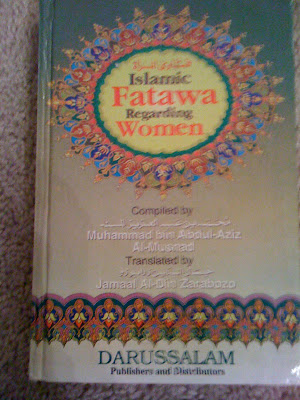 Islamic
Fatawa
Regarding
Women
Compiled by
Muhammad bin Abdul-Aziz
Al-Musnad
Translated by
Jamaal Al-Din Zarabozo
DARUSSALAM
Publishers and Distributors